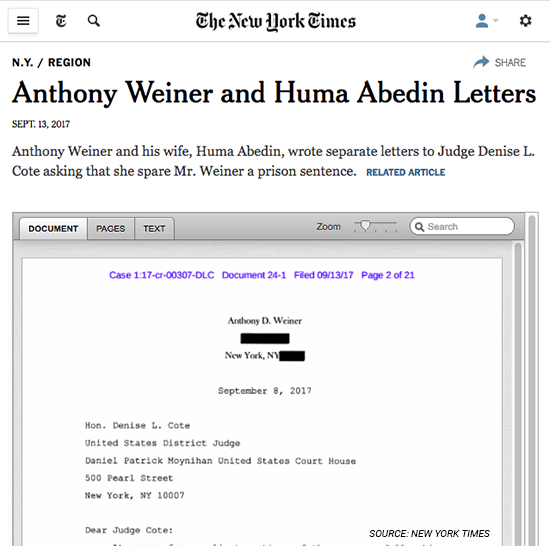 The New York Times
N.Y. / REGION
SHARE
Anthony Weiner and Huma Abedin Letters
SEPT. 13, 2017
Anthony Weiner and his wife, Huma Abedin, wrote separate letters to Judge Denise L.
Cote asking that she spare Mr. Weiner a prison sentence. RELATED ARTICLE
DOCUMENT PAGES TEXT Zoom Search
Case 1:17-cr-00307-DLC Document 24-1 Filed 09/13/17 Page 2 of 21
Anthony D. Weiner
New York, NY
September 8, 2017
Hon. Denise L. Cote
United States District Judge
Daniel Patrick Moynihan United States Court House
500 Pearl Street
New York, NY 10007
Dear Judge Cote:
SOURCE: NEW YORK TIMES